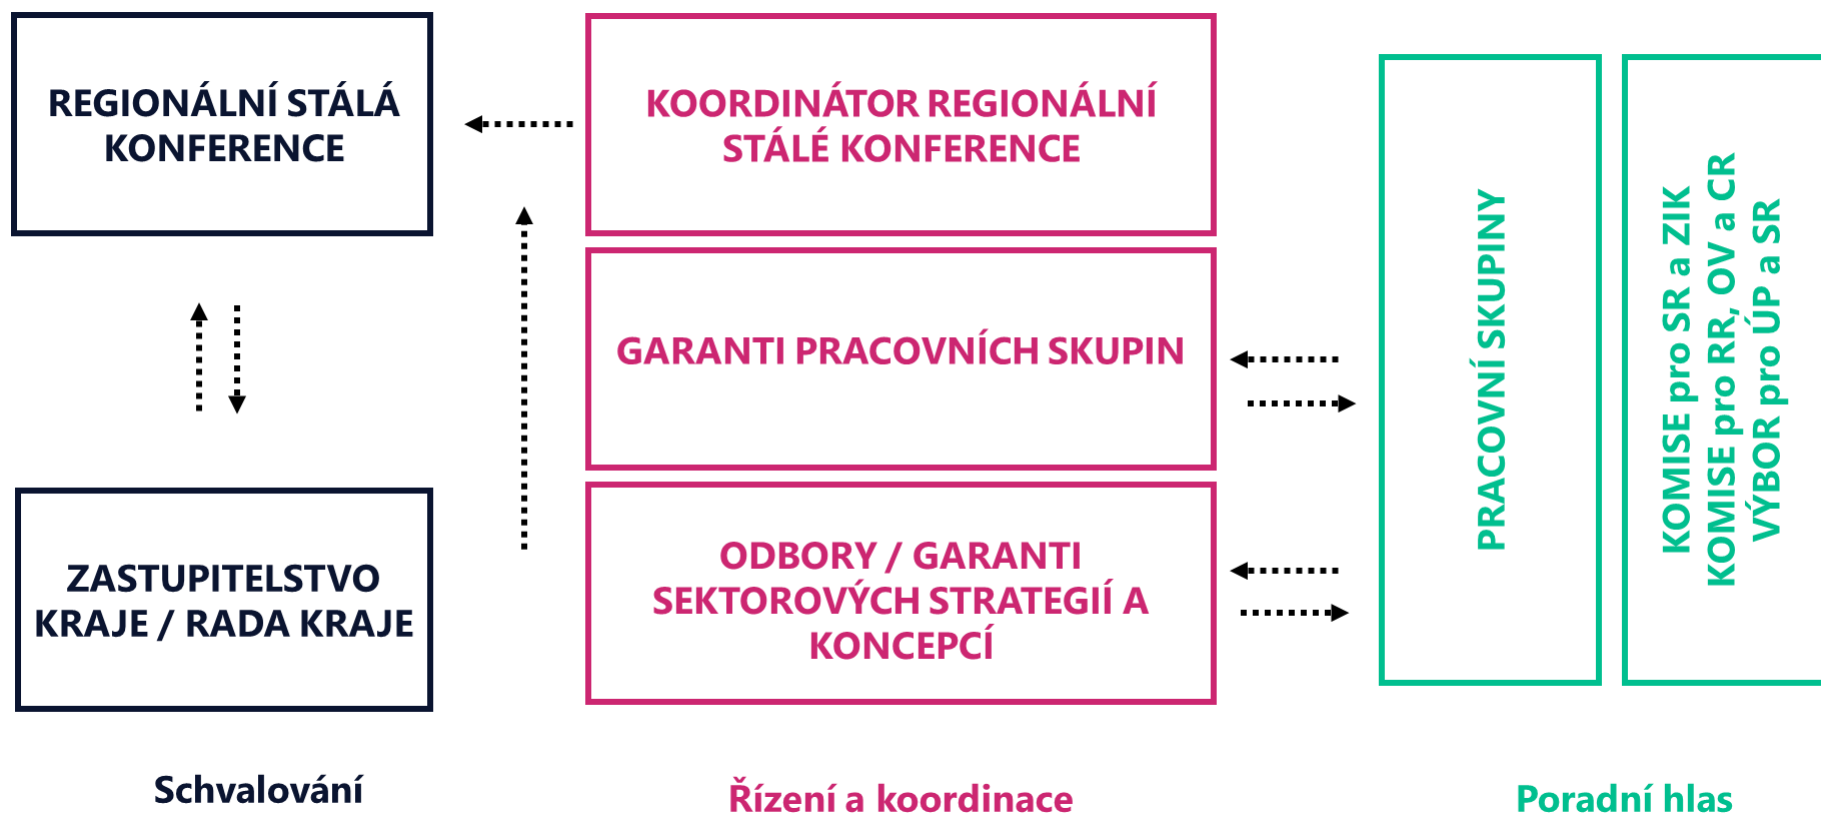 REGIONÁLNÍ STÁLÁ
KONFERENCE
ZASTUPITELSTVO
KRAJE / RADA KRAJE
Schvalování
KOORDINÁTOR REGIONÁLNÍ
STÁLÉ KONFERENCE
GARANTI PRACOVNÍCH SKUPIN
ODBORY / GARANTI
SEKTOROVÝCH STRATEGIÍ A
KONCEPCÍ
Řízení a koordinace
PRACOVNÍ SKUPINY
KOMISE pro SR a ZIK
KOMISE pro RR, OV a CR
VÝBOR pro ÚP a SR
Poradní hlas